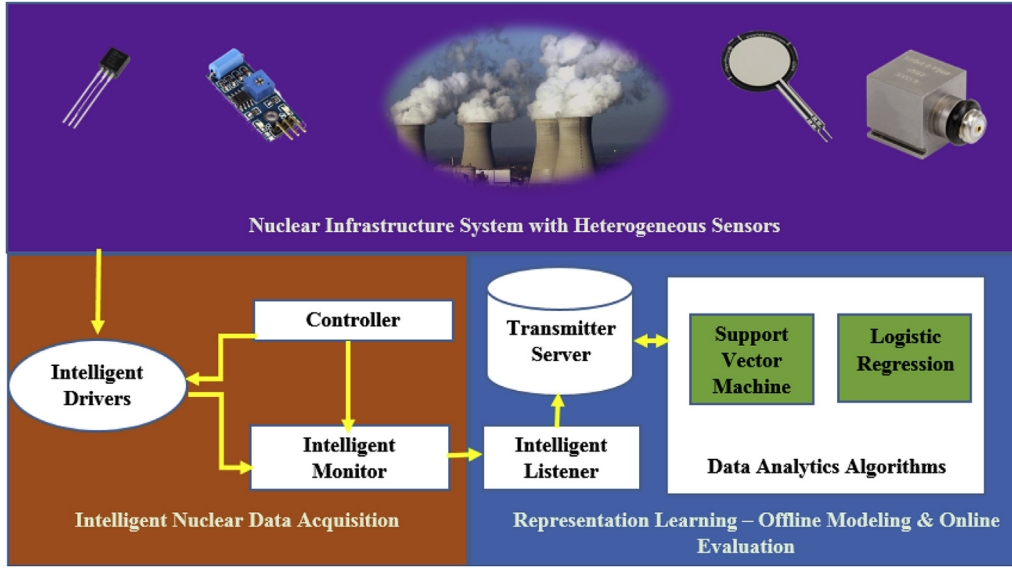 Nuclear Infrastructure System with Heterogeneous Sensors
Controller
Intelligent
Drivers
Intelligent
Monitor
Intelligent Nuclear Data Acquisition
Transmitter
Server
Intelligent
Listener
Support
Vector
Machine
Logistic
Regression
Data Analytics Algorithms
Representation Learning – Offline Modeling & Online
Evaluation